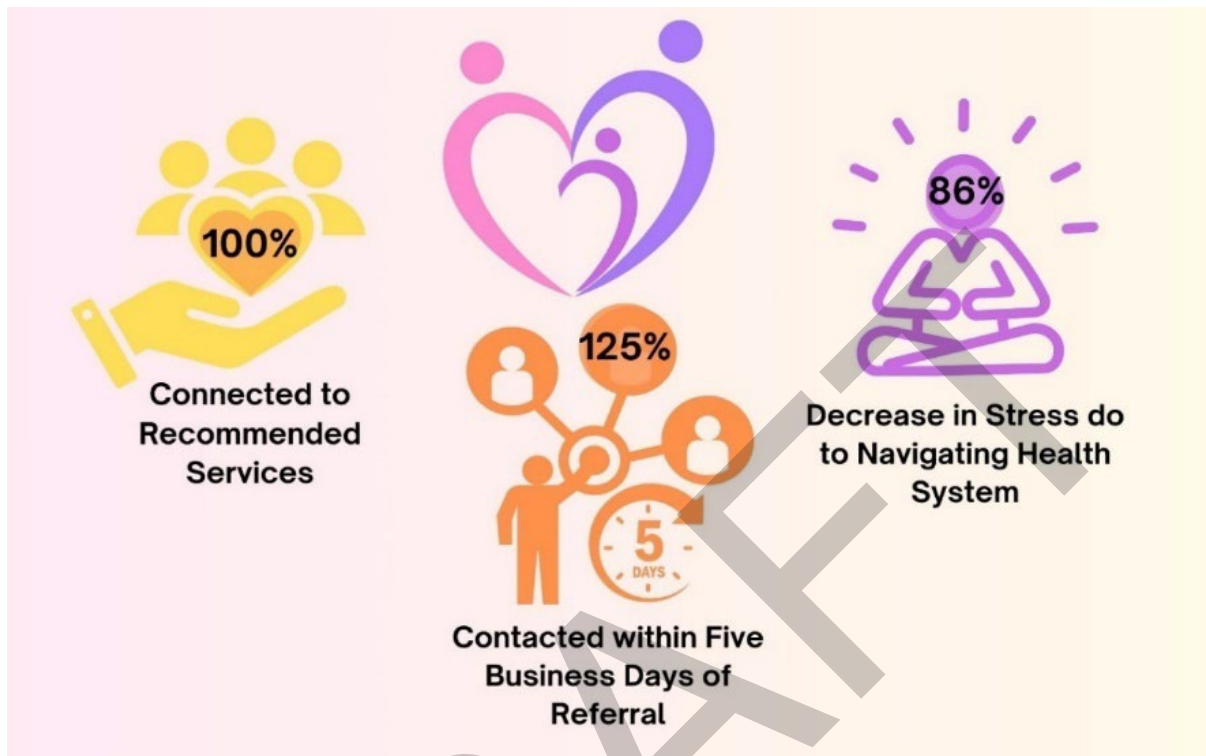 100%
Connected to
Recommended
Services
125%
5
DAYS
Contacted within Five
Business Days of
Referral
86%
Decrease in Stress do
to Navigating Health
System